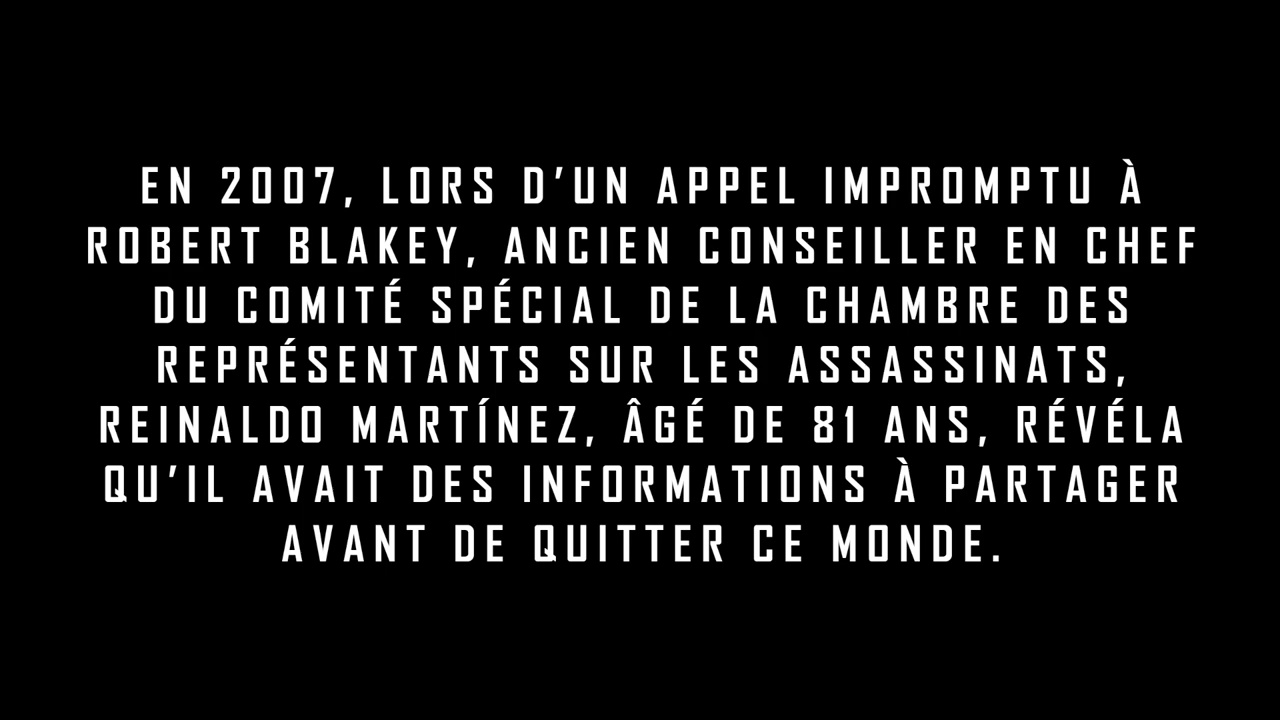 EN 2007, LORS D’UN APPEL IMPROMPTU À
ROBERT BLAKEY, ANCIEN CONSEILLER EN CHEF
DU COMITÉ SPÉCIAL DE LA CHAMBRE DES
REPRÉSENTANTS SUR LES ASSASSINATS,
REINALDO MARTÍNEZ, ÂGÉ DE 81 ANS, RÉVÉLA
QU’IL AVAIT DES INFORMATIONS À PARTAGER
AVANT DE QUITTER CE MONDE.